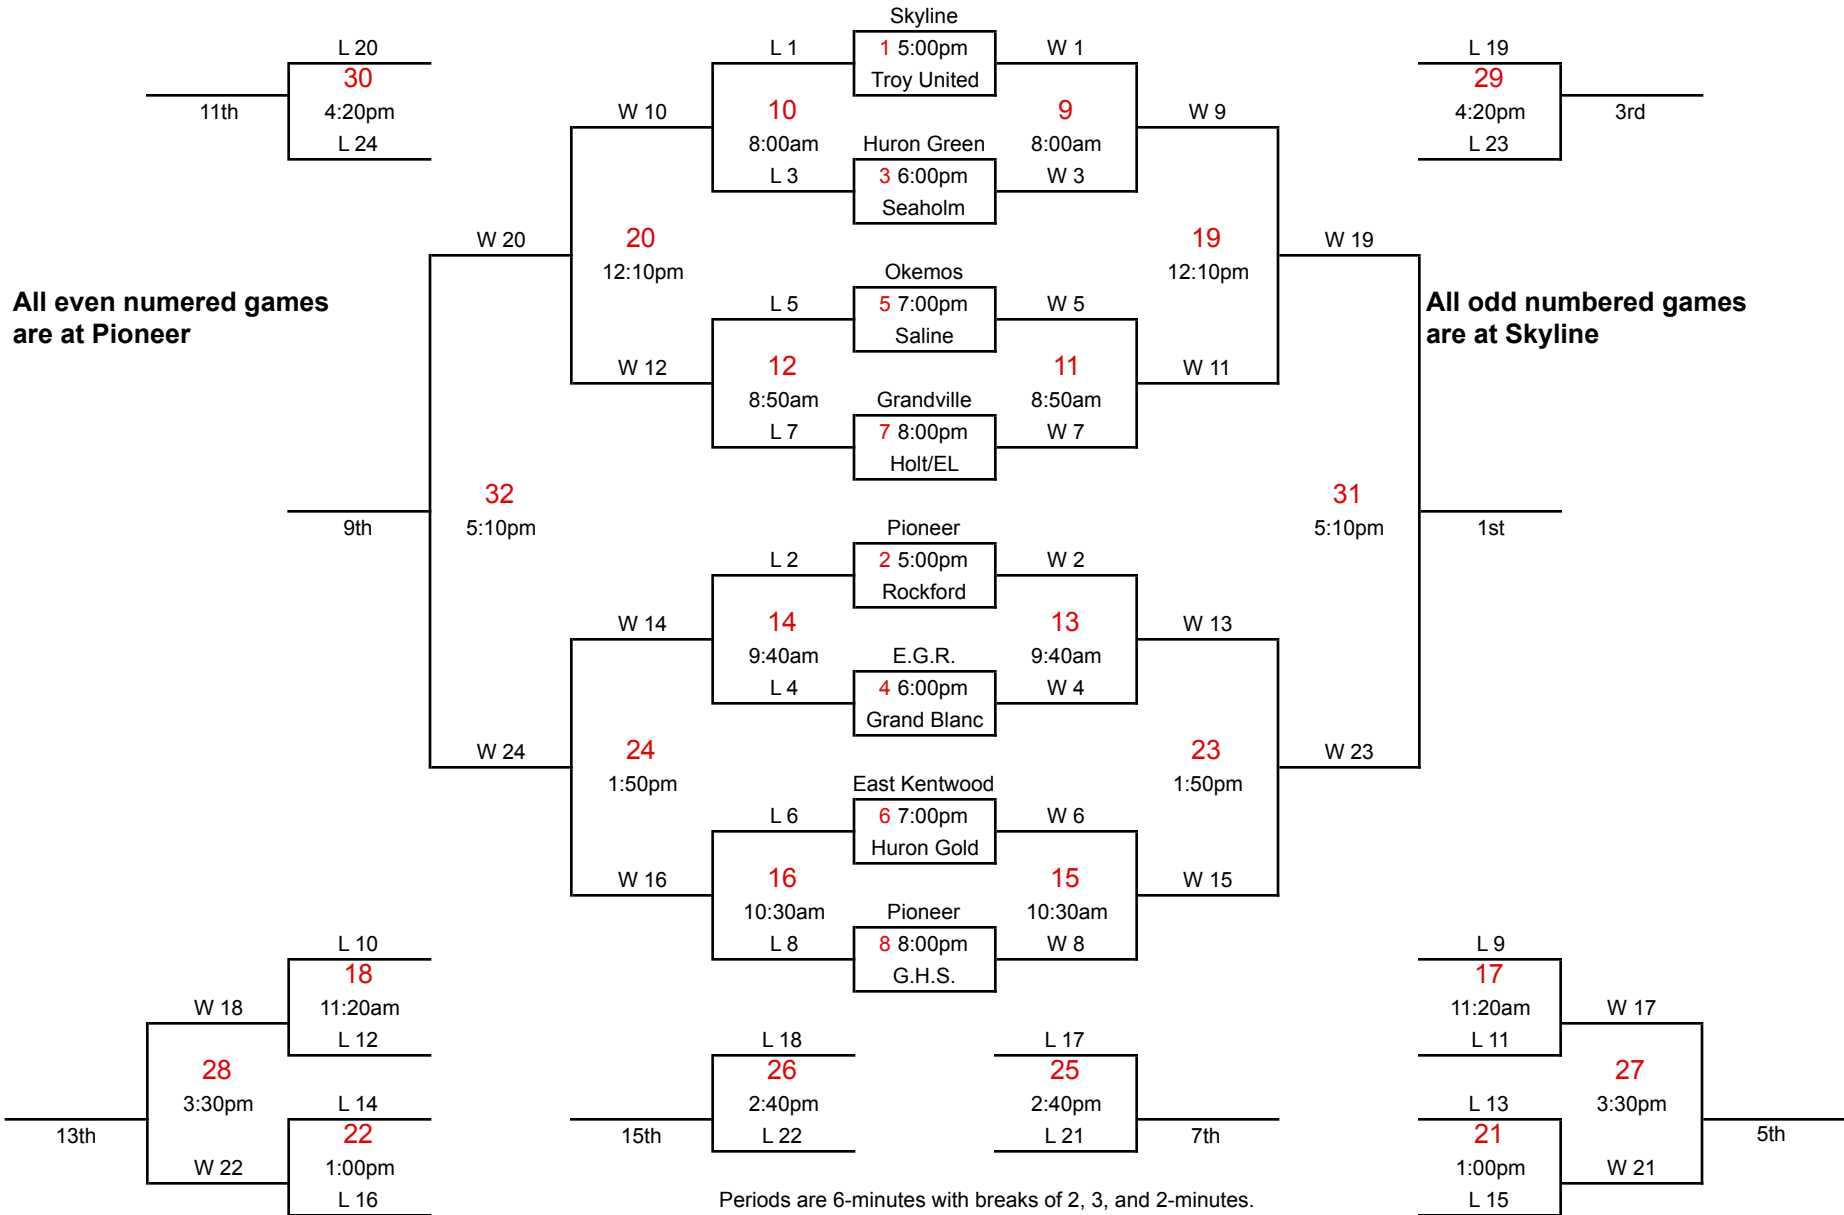 Skyline
L 20
L 1
1 5:00pm
W 1
L 19
30
Troy United
29
11th
4:20pm
W 10
10
9
W 9
4:20pm
3rd
L 24
8:00am
Huron Green
8:00am
L 23
L 3
3 6:00pm
W 3
Seaholm
W 20
20
19
W 19
12:10pm
Okemos
12:10pm
All even numered games
are at Pioneer
L 5
5 7:00pm
W 5
All odd numbered games
are at Skyline
Saline
W 12
12
11
W 11
8:50am
Grandville
8:50am
L 7
7 8:00pm
W 7
Holt/EL
32
31
9th
5:10pm
Pioneer
5:10pm
1st
L 2
2 5:00pm
W 2
Rockford
W 14
14
13
W 13
9:40am
E.G.R.
9:40am
L 4
4 6:00pm
W 4
Grand Blanc
W 24
24
23
W 23
1:50pm
East Kentwood
1:50pm
L 6
6 7:00pm
W 6
Huron Gold
W 16
16
15
W 15
10:30am
Pioneer
10:30am
L 10
L 8
8 8:00pm
W 8
L 9
18
G.H.S.
17
W 18
11:20am
11:20am
W 17
L 12
L 18
L 17
L 11
28
26
25
27
3:30pm
L 14
2:40pm
2:40pm
L 13
3:30pm
13th
22
15th
L 22
L 21
7th
21
5th
W 22
1:00pm
1:00pm
W 21
L 16
Periods are 6-minutes with breaks of 2, 3, and 2-minutes.
L 15